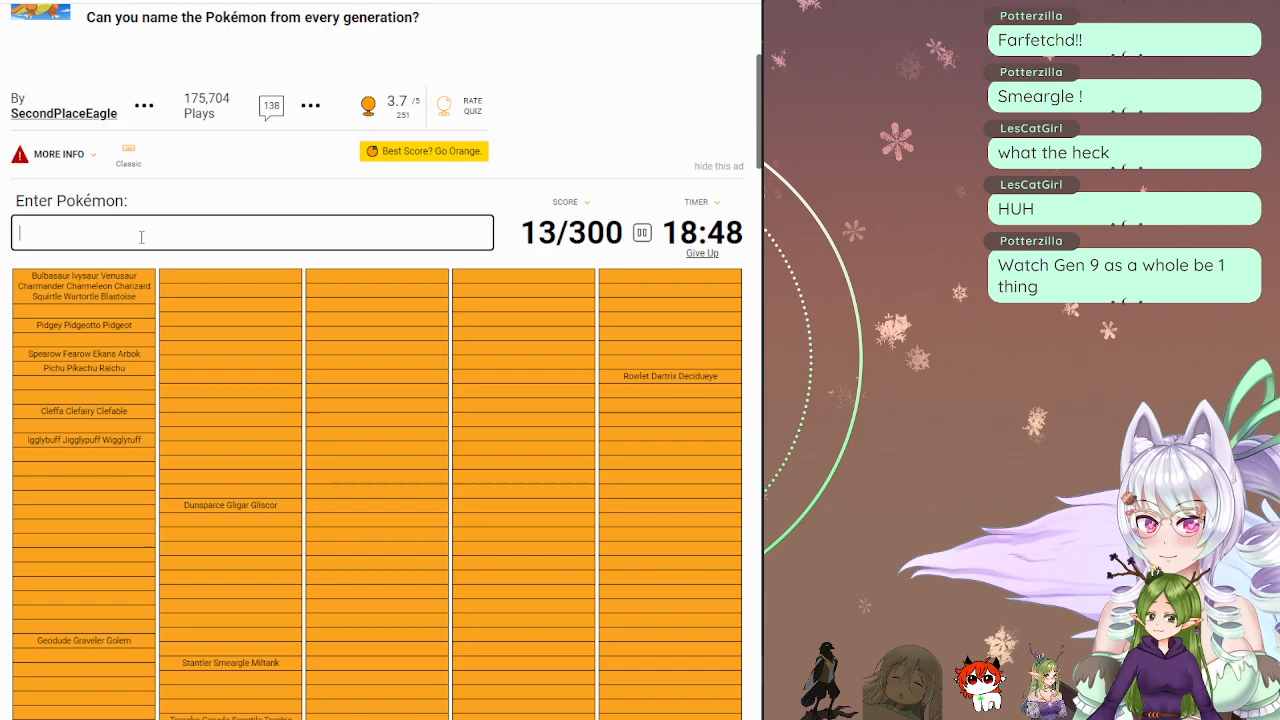 Can you name the Pokémon from every generation?
By
SecondPlaceEagle
175,704
Plays
138
3.7 /5
251
RATE
QUIZ
MORE INFO
Classic
Best Score? Go Orange.
hide this ad
Enter Pokémon:
SCORE
TIMER
13/300
18:48
Give Up
Bulbasaur Ivysaur Venusaur
Charmander Charmeleon Charizard
Squirtle Wartortle Blastoise
Pidgey Pidgeotto Pidgeot
Spearow Fearow Ekans Arbok
Pichu Pikachu Raichu
Cleffa Clefairy Clefable
Igglybuff Jigglypuff Wigglytuff
Geodude Graveler Golem
Dunsparce Gligar Gliscor
Stantler Smeargle Miltank
Rowlet Dartrix Decidueye
Potterzilla
Farfetchd!!
Potterzilla
Smeargle !
LesCatGirl
what the heck
LesCatGirl
HUH
Potterzilla
Watch Gen 9 as a whole be 1
thing